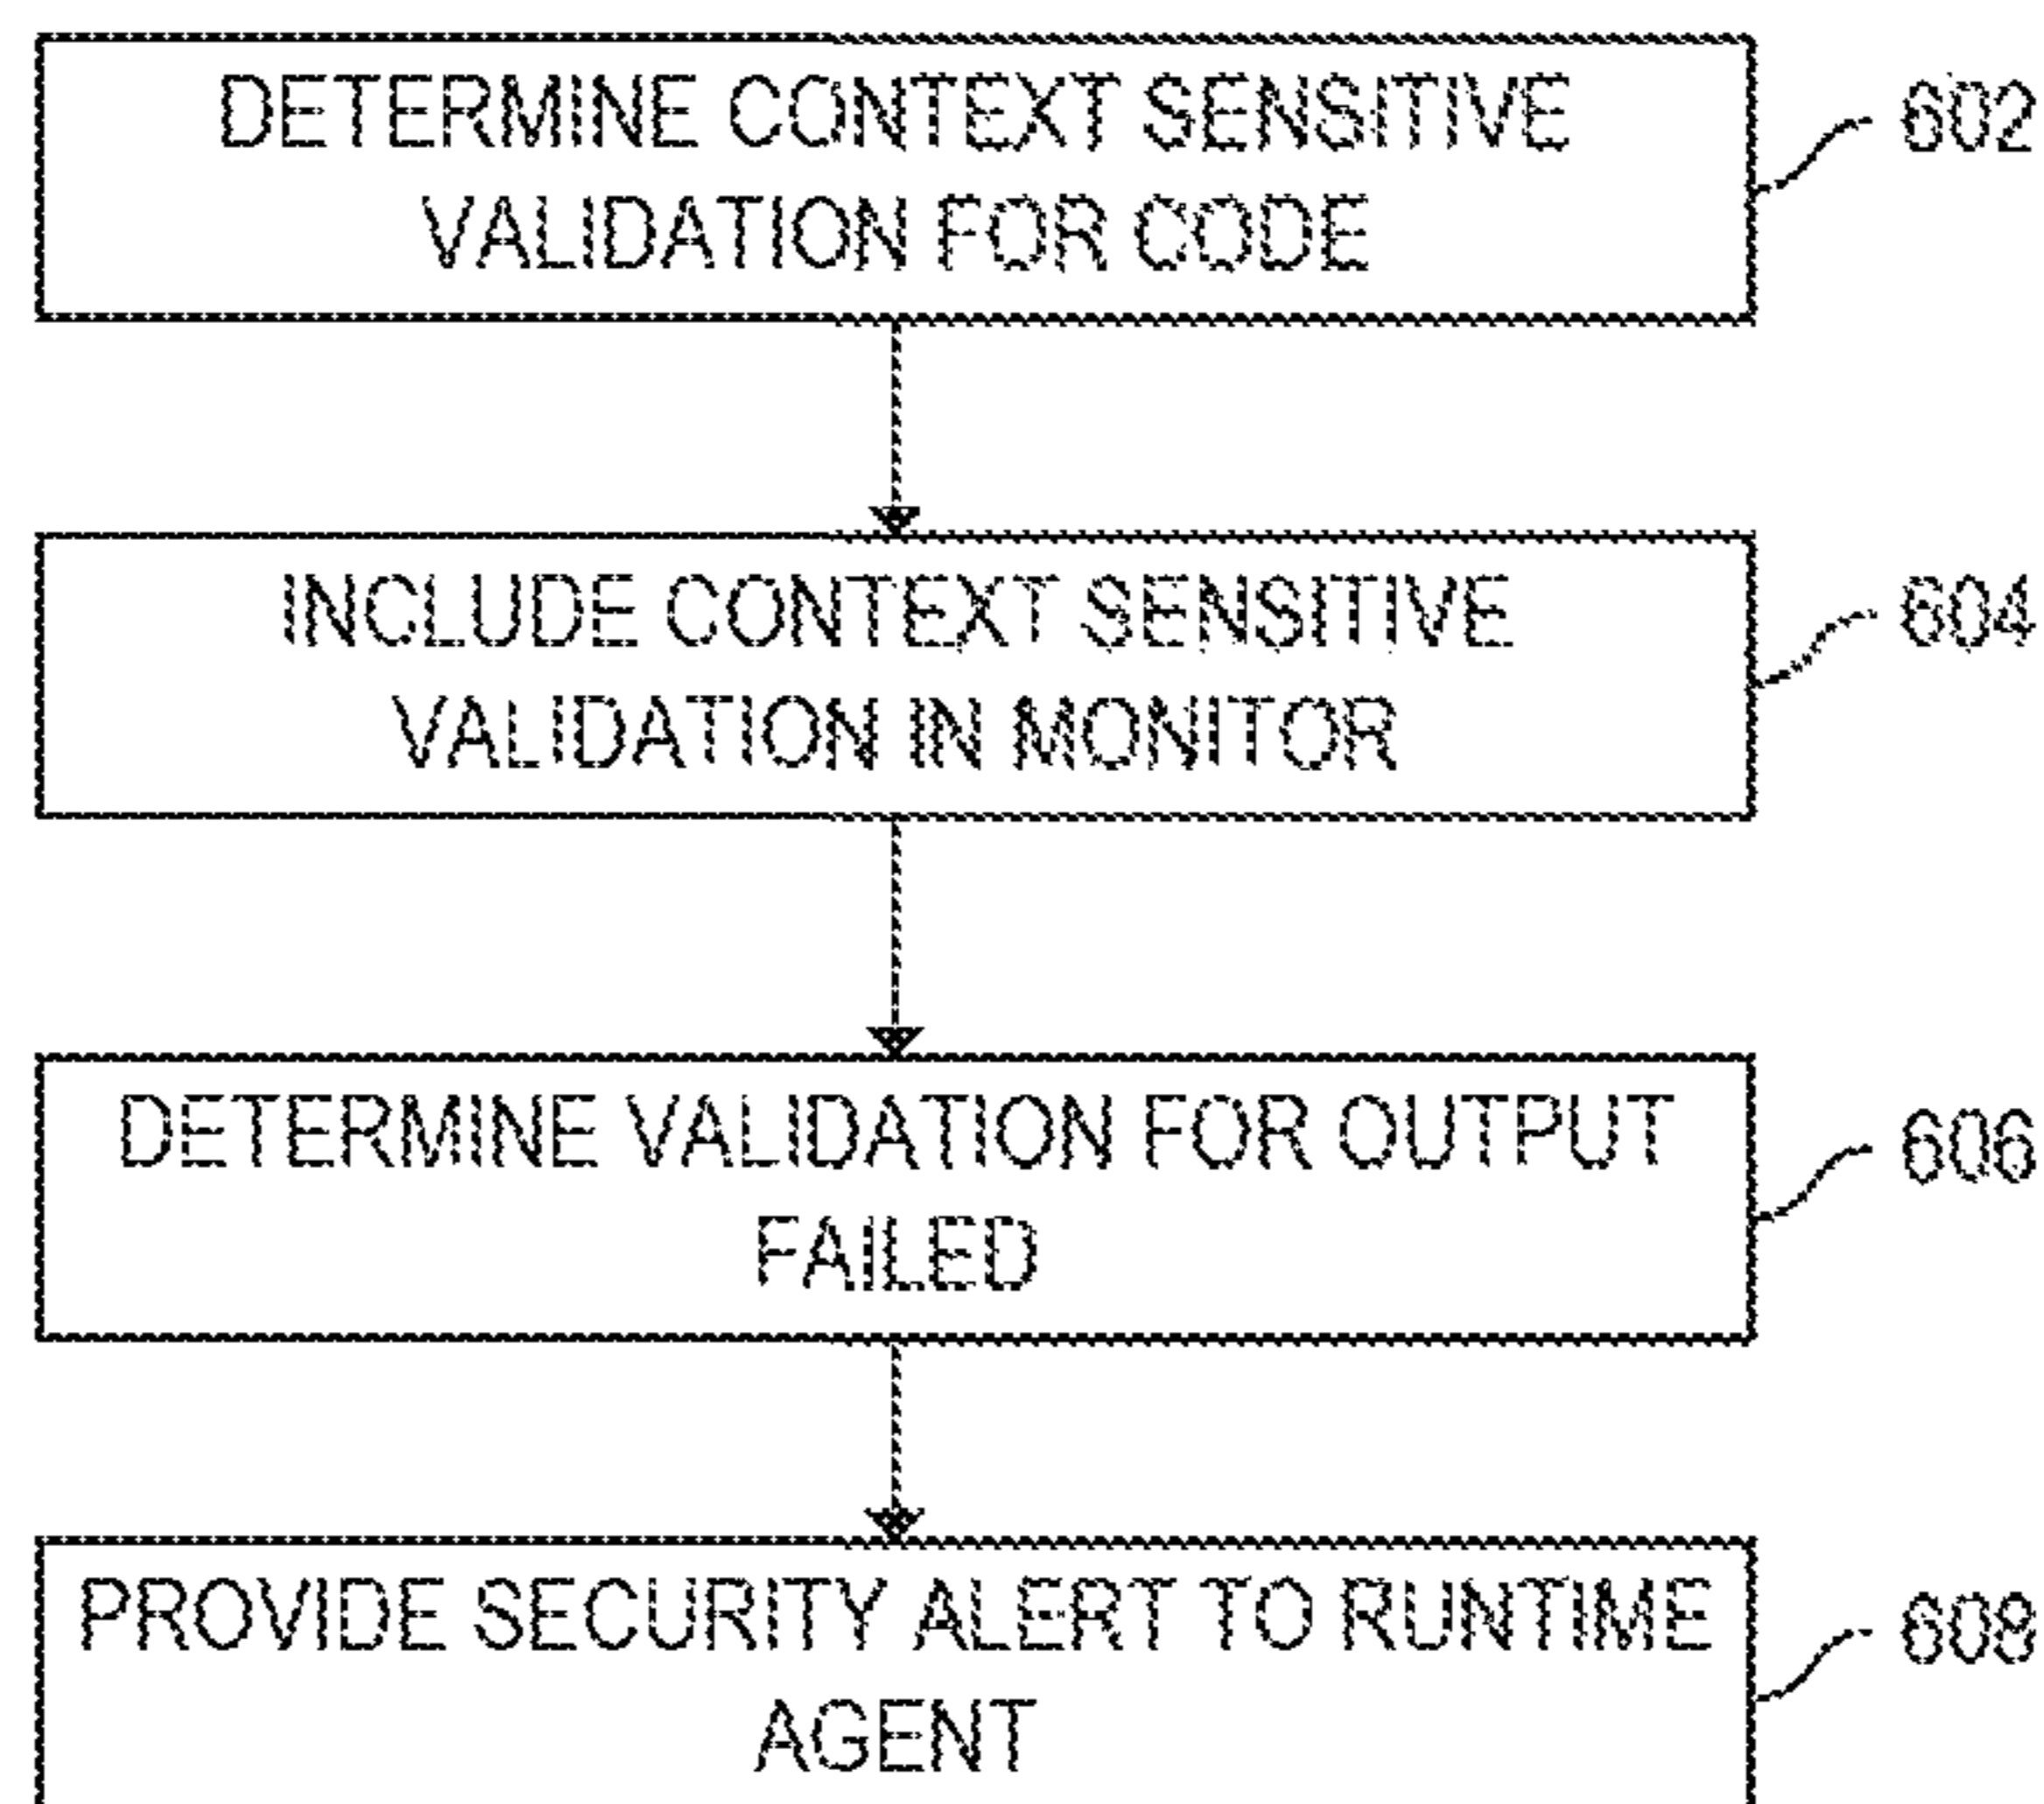 DETERMINE CONTEXT SENSITIVE
VALIDATION FOR CODE
602
INCLUDE CONTEXT SENSITIVE
VALIDATION IN MONITOR
604
DETERMINE VALIDATION FOR OUTPUT
FAILED
606
PROVIDE SECURITY ALERT TO RUNTIME
AGENT
608